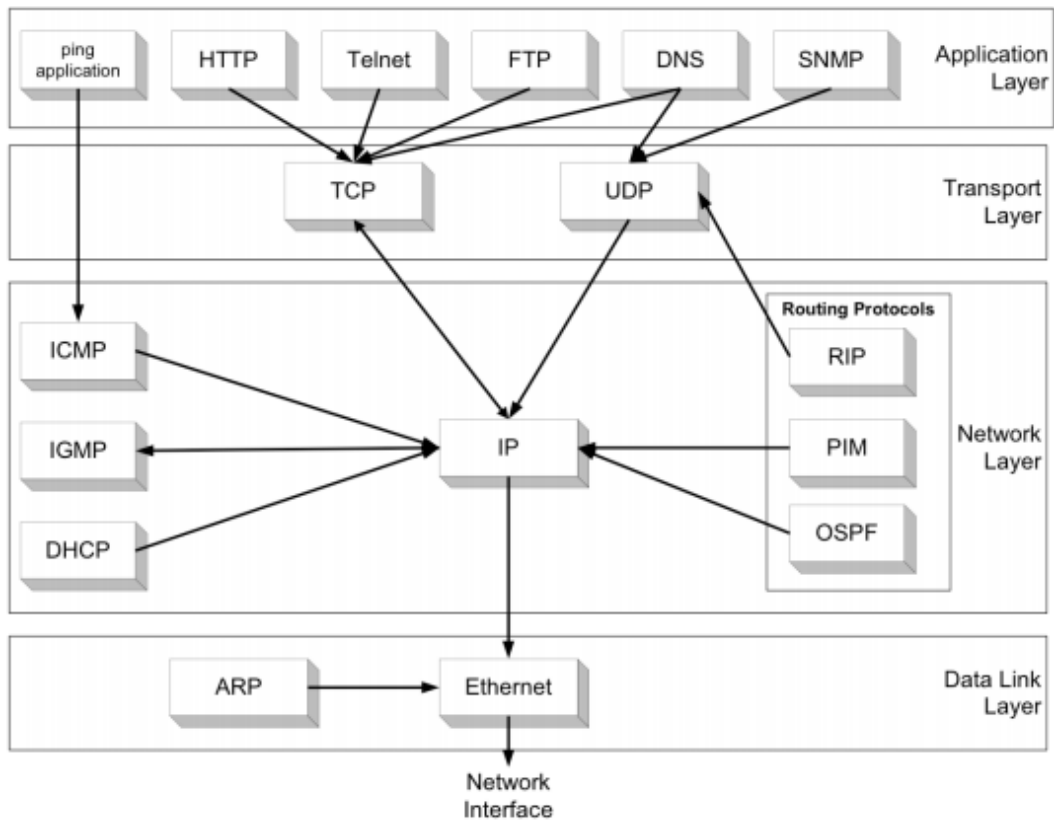 ping
application
HTTP
Telnet
FTP
DNS
SNMP
Application
Layer
TCP
UDP
Transport
Layer
Routing Protocols
ICMP
RIP
IGMP
IP
PIM
Network
Layer
DHCP
OSPF
ARP
Ethernet
Data Link
Layer
Network
Interface